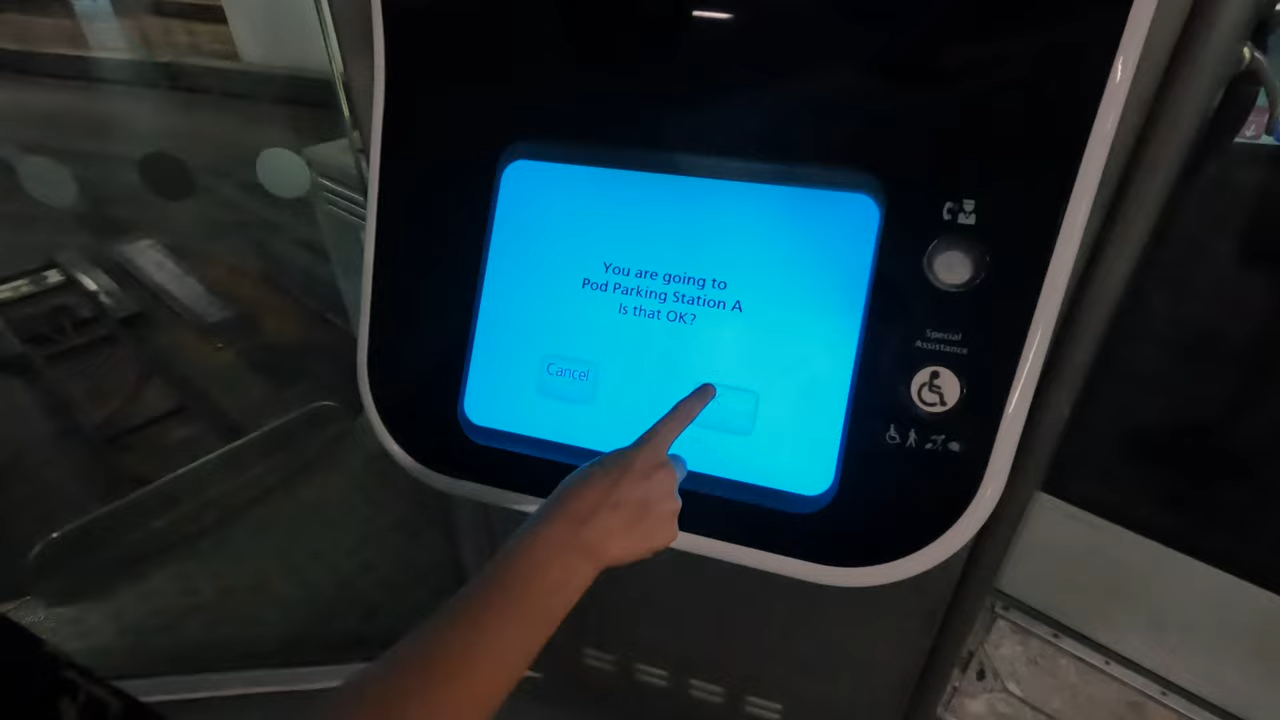 You are going to
Pod Parking Station A
Is that OK?
Cancel
Special
Assistance